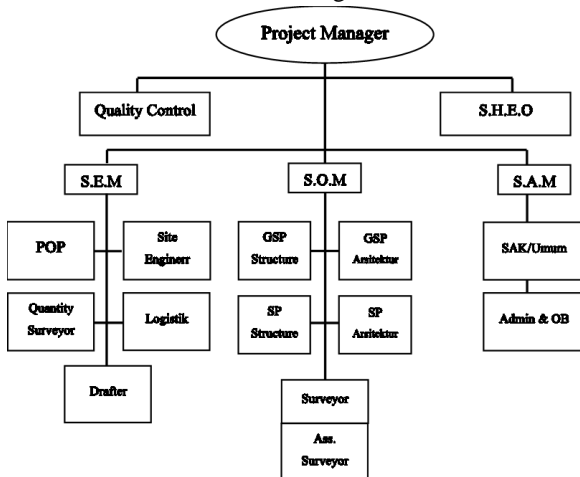 Project Manager
Quality Control
S.H.E.O
S.E.M
S.O.M
S.A.M
POP
Site
Enginerr
GSP
Structure
GSP
Arsitektur
SAK/Umum
Quantity
Surveyor
Logistik
SP
Structure
SP
Arsitektur
Admin & OB
Drafter
Surveyor
Ass.
Surveyor